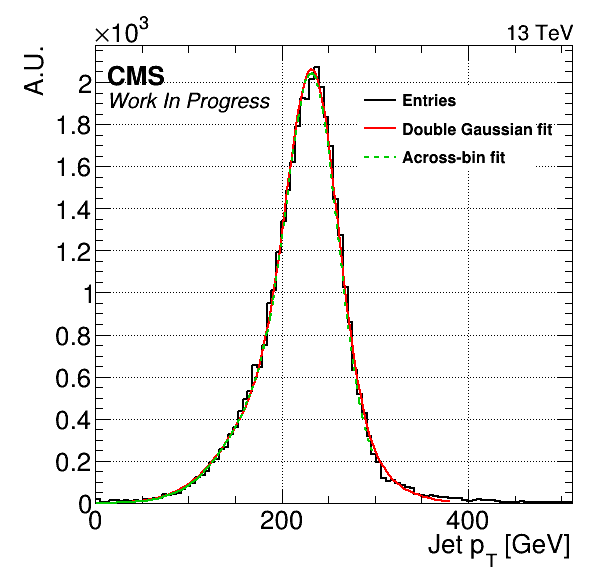 ×10³
13 TeV
A.U.
CMS
Work In Progress
Entries
Double Gaussian fit
Across-bin fit
2
1.8
1.6
1.4
1.2
1
0.8
0.6
0.4
0.2
0
0 200 400
Jet p_T [GeV]